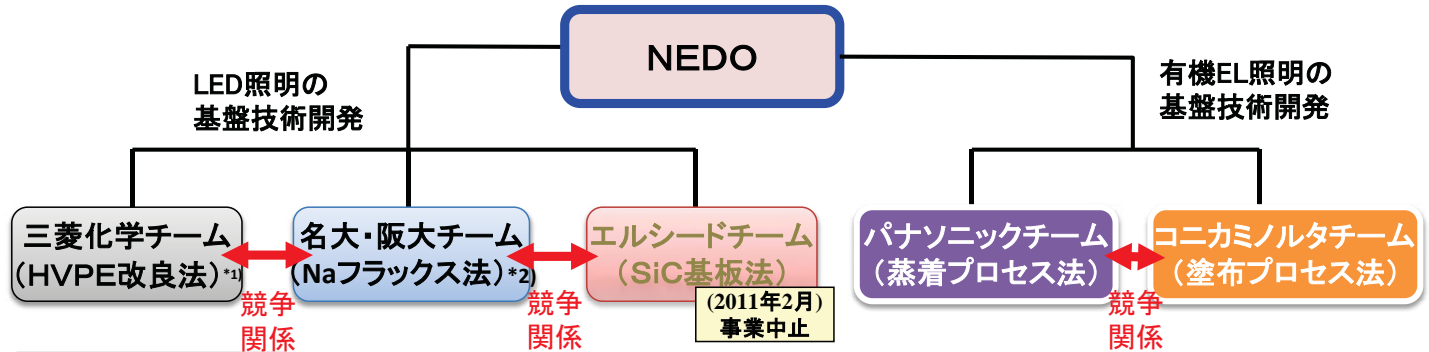 NEDO
LED照明の
基盤技術開発
有機EL照明の
基盤技術開発
三菱化学チーム
(HVPE改良法)*1)
名大・阪大チーム
(Naフラックス法)*2)
エルシードチーム
(SiC基板法)
パナソニックチーム
(蒸着プロセス法)
コニカミノルタチーム
(塗布プロセス法)
競争
関係
競争
関係
(2011年2月)
事業中止
競争
関係